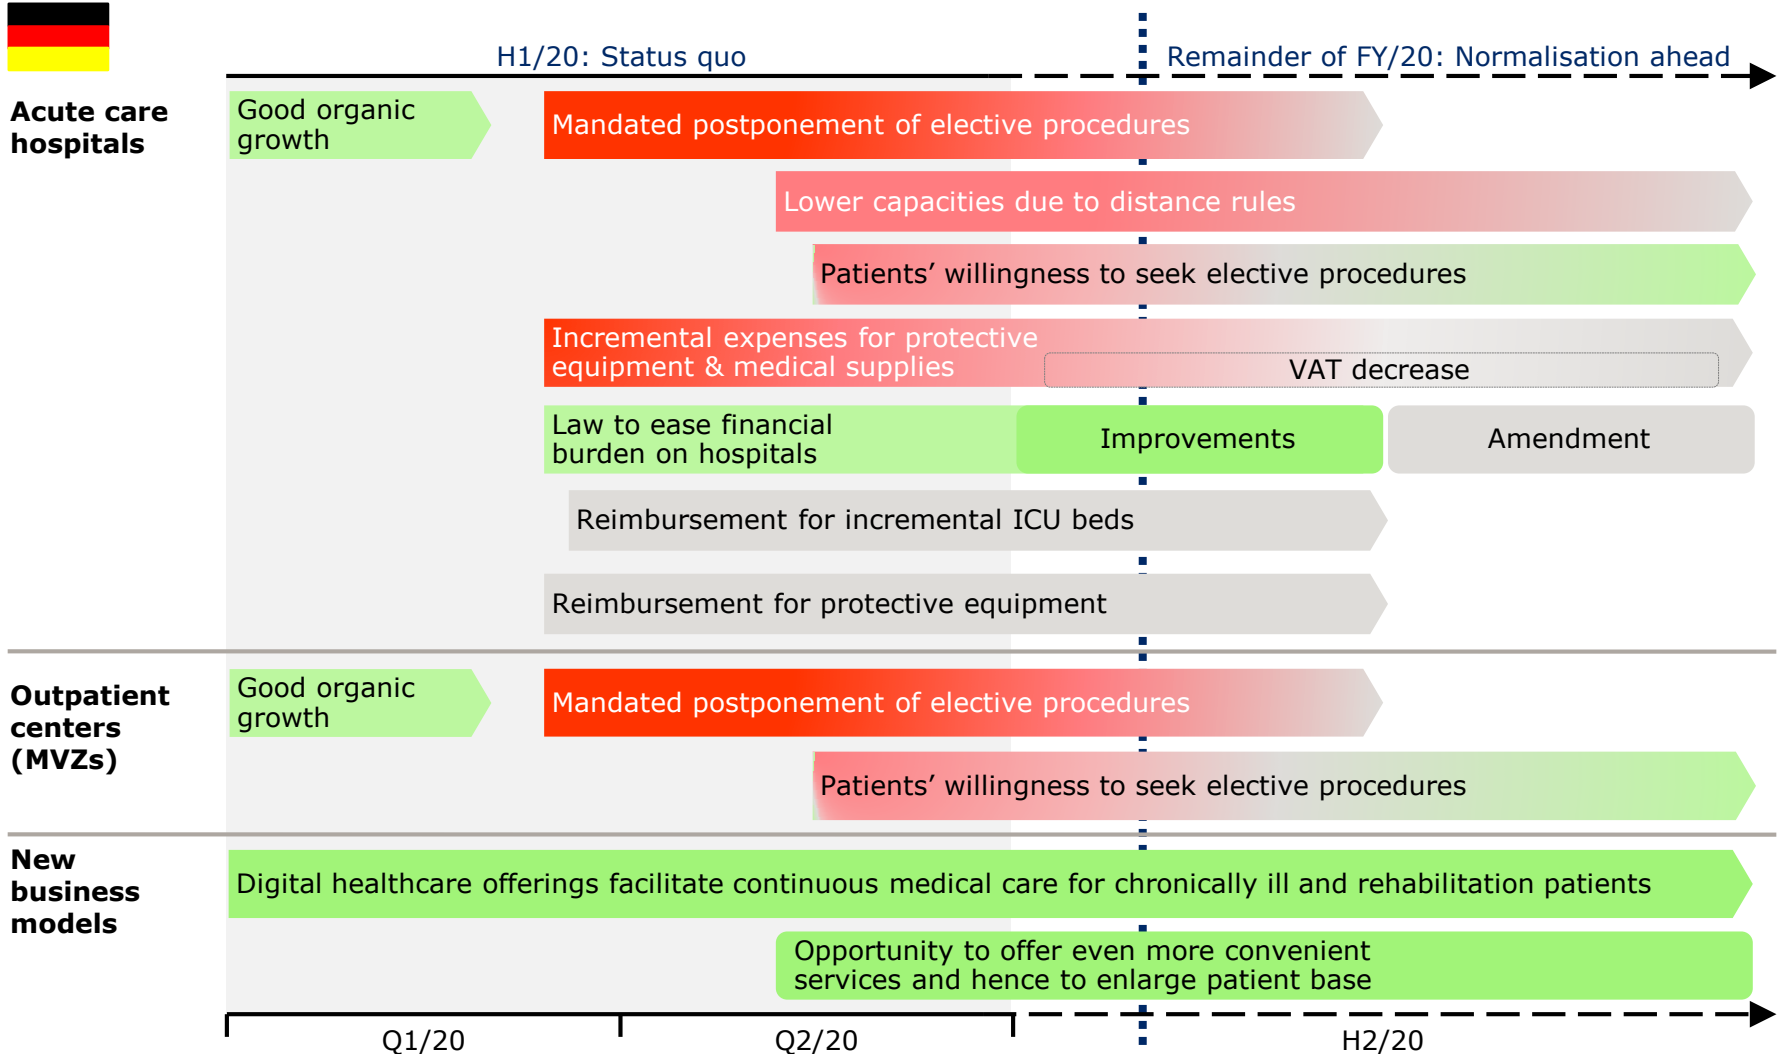 H1/20: Status quo
Remainder of FY/20: Normalisation ahead
Acute care
hospitals
Good organic
growth
Mandated postponement of elective procedures
Lower capacities due to distance rules
Patients’ willingness to seek elective procedures
Incremental expenses for protective
equipment & medical supplies
VAT decrease
Law to ease financial
burden on hospitals
Improvements
Amendment
Reimbursement for incremental ICU beds
Reimbursement for protective equipment
Outpatient
centers
(MVZs)
Good organic
growth
Mandated postponement of elective procedures
Patients’ willingness to seek elective procedures
New
business
models
Digital healthcare offerings facilitate continuous medical care for chronically ill and rehabilitation patients
Opportunity to offer even more convenient
services and hence to enlarge patient base
Q1/20
Q2/20
H2/20